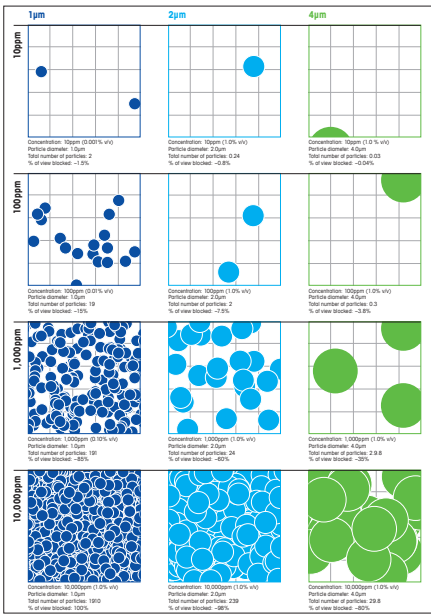 1µm
2µm
4µm
10ppm
Concentration: 10ppm (0.001% v/v)
Particle diameter: 1.0µm
Total number of particles: 2
% of view blocked: ~1.5%
Concentration: 10ppm (1.0% v/v)
Particle diameter: 2.0µm
Total number of particles: 0.24
% of view blocked: ~0.8%
Concentration: 10ppm (1.0 % v/v)
Particle diameter: 4.0µm
Total number of particles: 0.03
% of view blocked: ~0.04%
100ppm
Concentration: 100ppm (0.01% v/v)
Particle diameter: 1.0µm
Total number of particles: 19
% of view blocked: ~15%
Concentration: 100ppm (1.0% v/v)
Particle diameter: 2.0µm
Total number of particles: 2
% of view blocked: ~7.5%
Concentration: 100ppm (1.0% v/v)
Particle diameter: 4.0µm
Total number of particles: 0.3
% of view blocked: ~3.8%
1,000ppm
Concentration: 1,000ppm (0.10% v/v)
Particle diameter: 1.0µm
Total number of particles: 191
% of view blocked: ~85%
Concentration: 1,000ppm (1.0% v/v)
Particle diameter: 2.0µm
Total number of particles: 24
% of view blocked: ~60%
Concentration: 1,000ppm (1.0% v/v)
Particle diameter: 4.0µm
Total number of particles: 2.9.8
% of view blocked: ~35%
10,000ppm
Concentration: 10,000ppm (1.0% v/v)
Particle diameter: 1.0µm
Total number of particles: 1910
% of view blocked: 100%
Concentration: 10,000ppm (1.0% v/v)
Particle diameter: 2.0µm
Total number of particles: 239
% of view blocked: ~98%
Concentration: 10,000ppm (1.0% v/v)
Particle diameter: 4.0µm
Total number of particles: 29.8
% of view blocked: ~80%